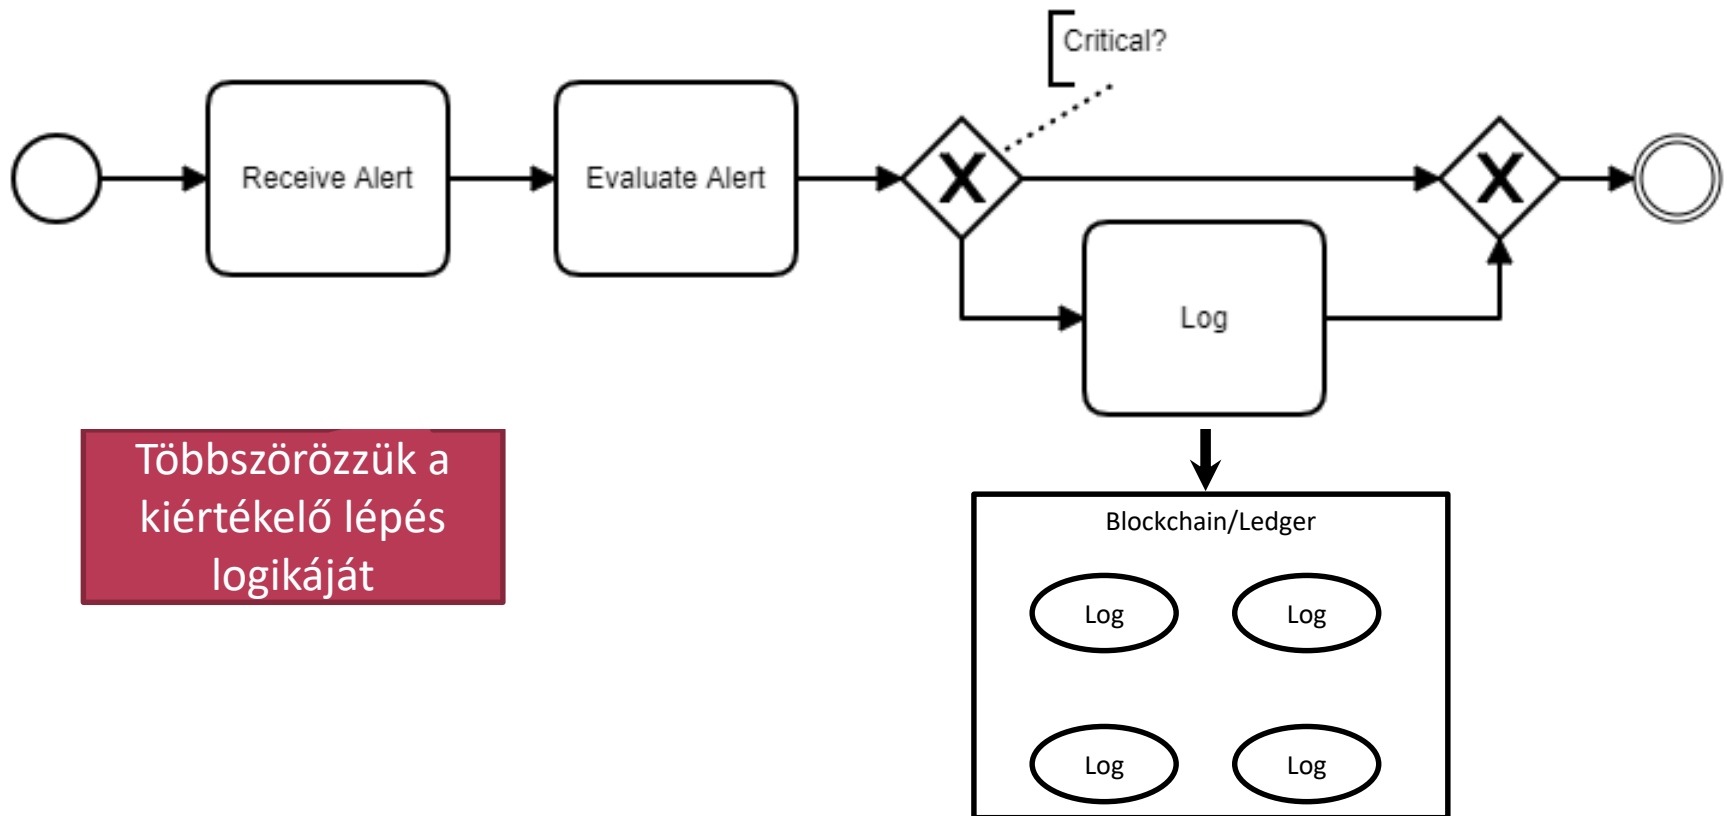 Critical?
Receive Alert
Evaluate Alert
X
X
Log
Többszörözzük a
kiértékelő lépés
logikáját
Blockchain/Ledger
Log
Log
Log
Log